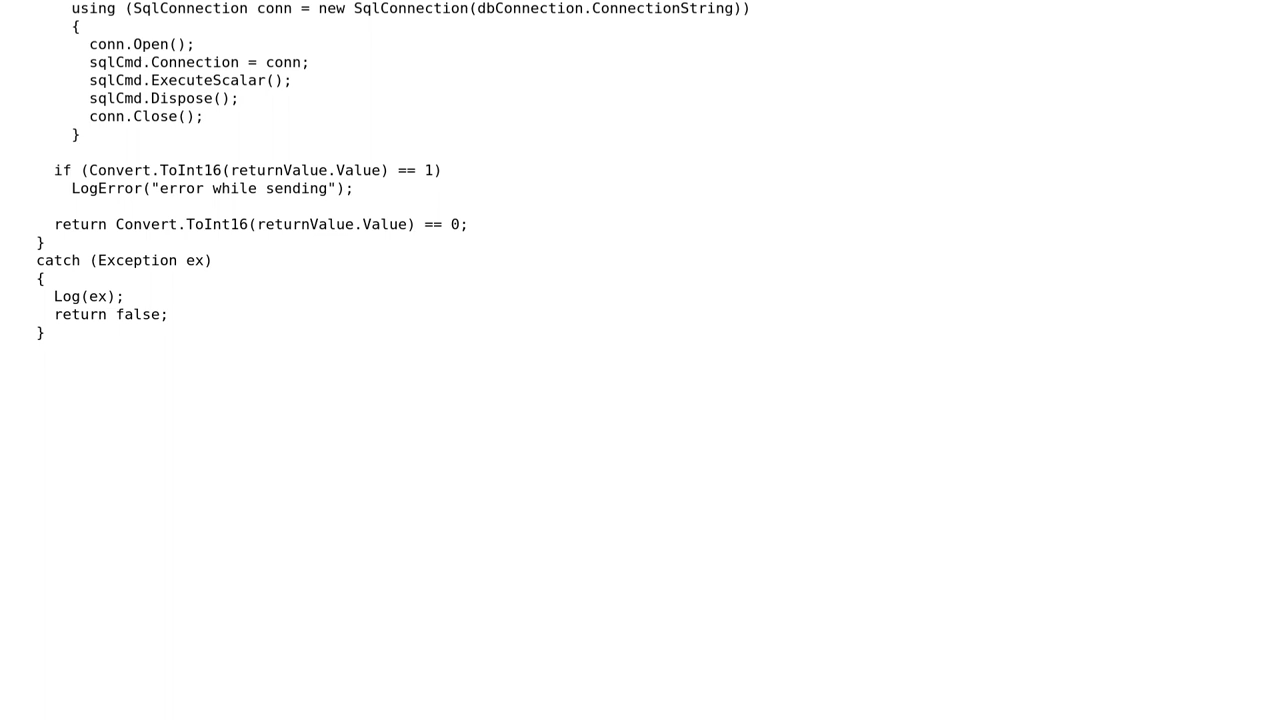 using (SqlConnection conn = new SqlConnection(dbConnection.ConnectionString))
{
conn.Open();
sqlCmd.Connection = conn;
sqlCmd.ExecuteScalar();
sqlCmd.Dispose();
conn.Close();
}
if (Convert.ToInt16(returnValue.Value) == 1)
LogError("error while sending");
return Convert.ToInt16(returnValue.Value) == 0;
}
catch (Exception ex)
{
Log(ex);
return false;
}